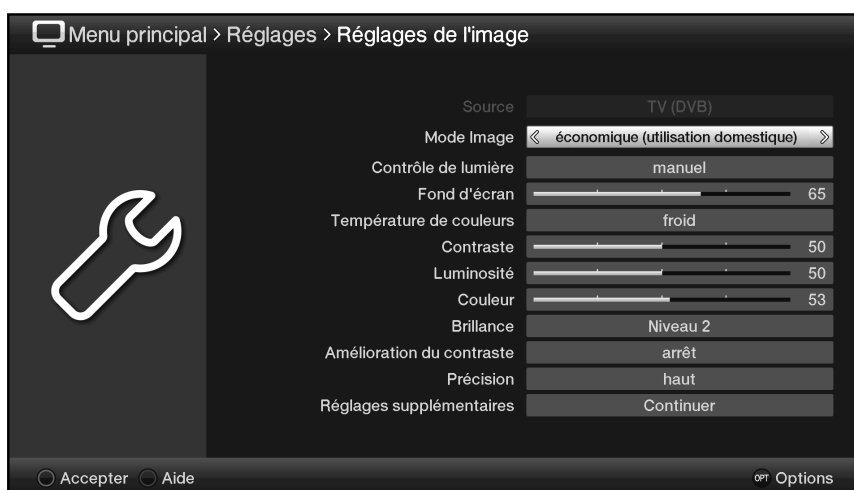 Menu principal > Réglages > Réglages de l'image
Source TV (DVB)
Mode Image « économique (utilisation domestique) »
Contrôle de lumière manuel
Fond d'écran 65
Température de couleurs froid
Contraste 50
Luminosité 50
Couleur 53
Brillance Niveau 2
Amélioration du contraste arrêt
Précision haut
Réglages supplémentaires Continuer
Accepter Aide OPT Options